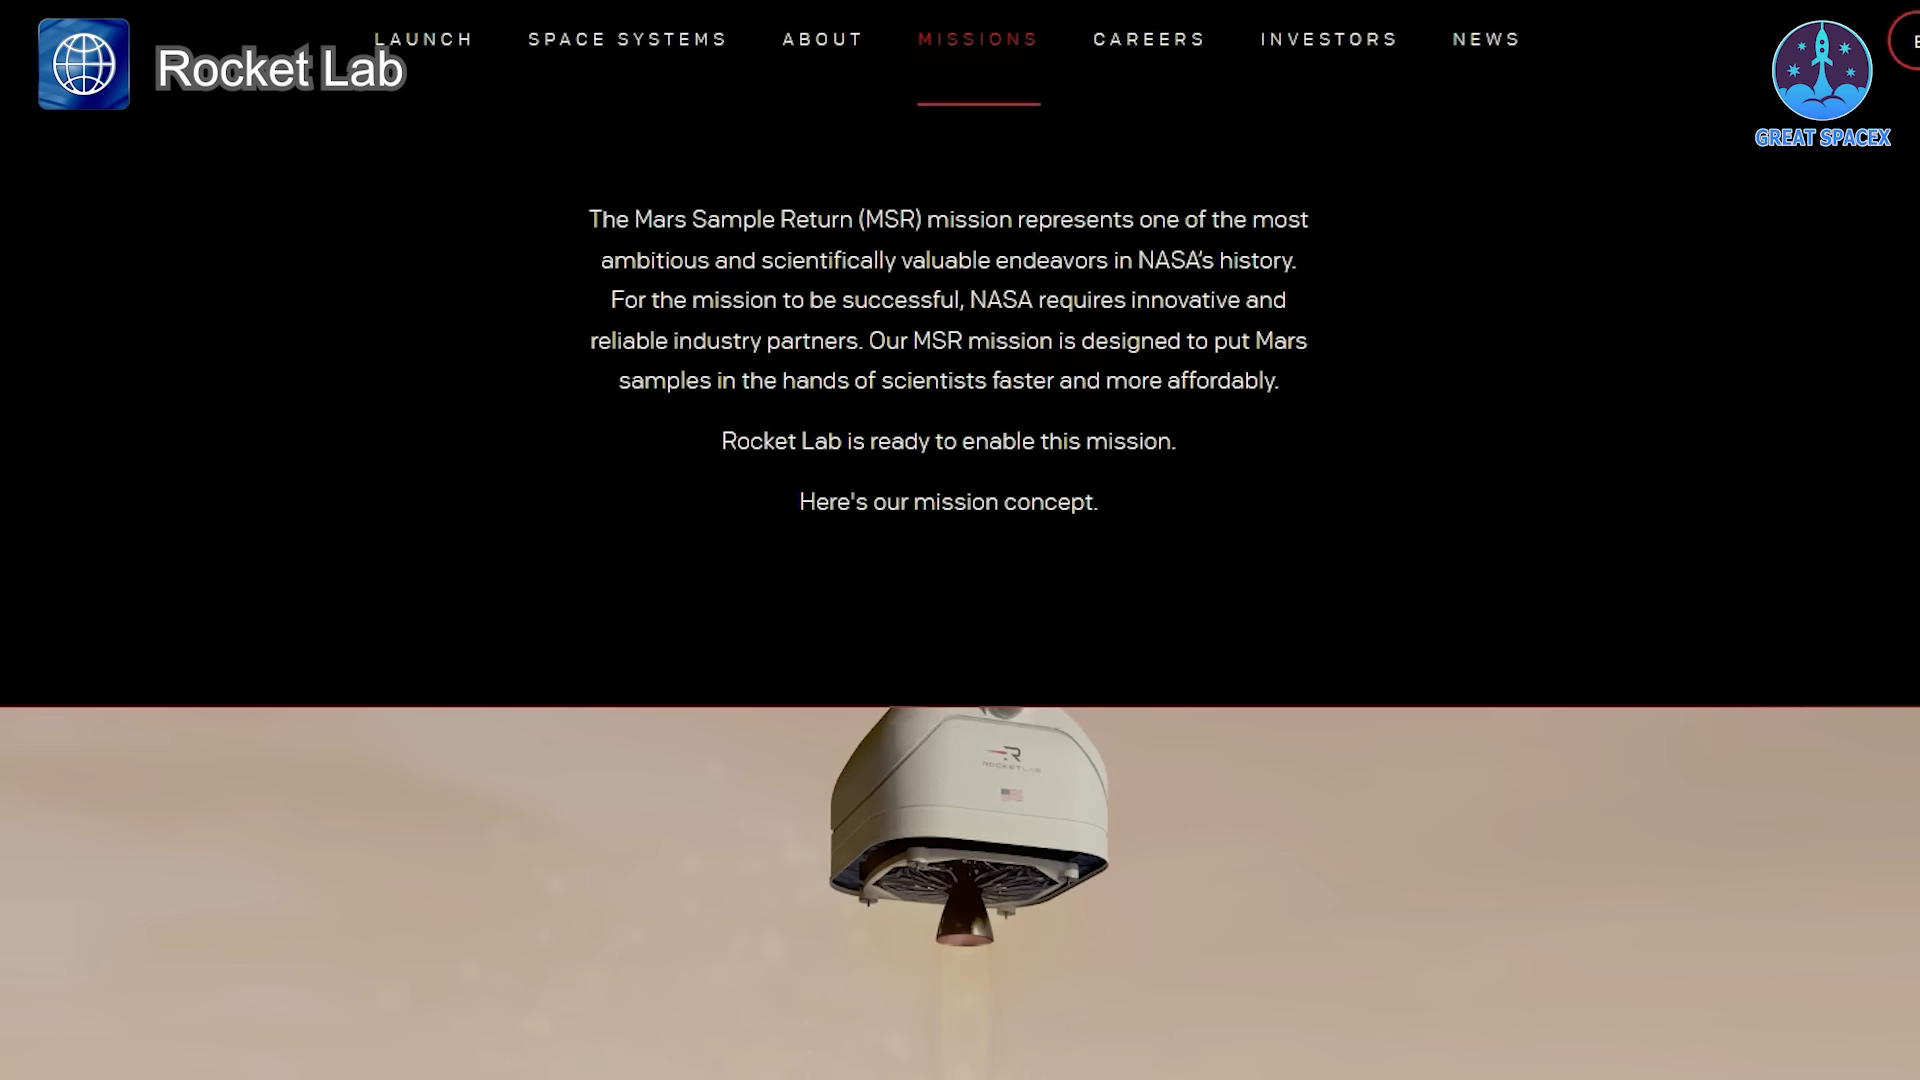 LAUNCH SPACE SYSTEMS ABOUT MISSIONS CAREERS INVESTORS NEWS
Rocket Lab
GREAT SPACEX
The Mars Sample Return (MSR) mission represents one of the most
ambitious and scientifically valuable endeavors in NASA's history.
For the mission to be successful, NASA requires innovative and
reliable industry partners. Our MSR mission is designed to put Mars
samples in the hands of scientists faster and more affordably.
Rocket Lab is ready to enable this mission.
Here's our mission concept.
R
ROCKETLAB